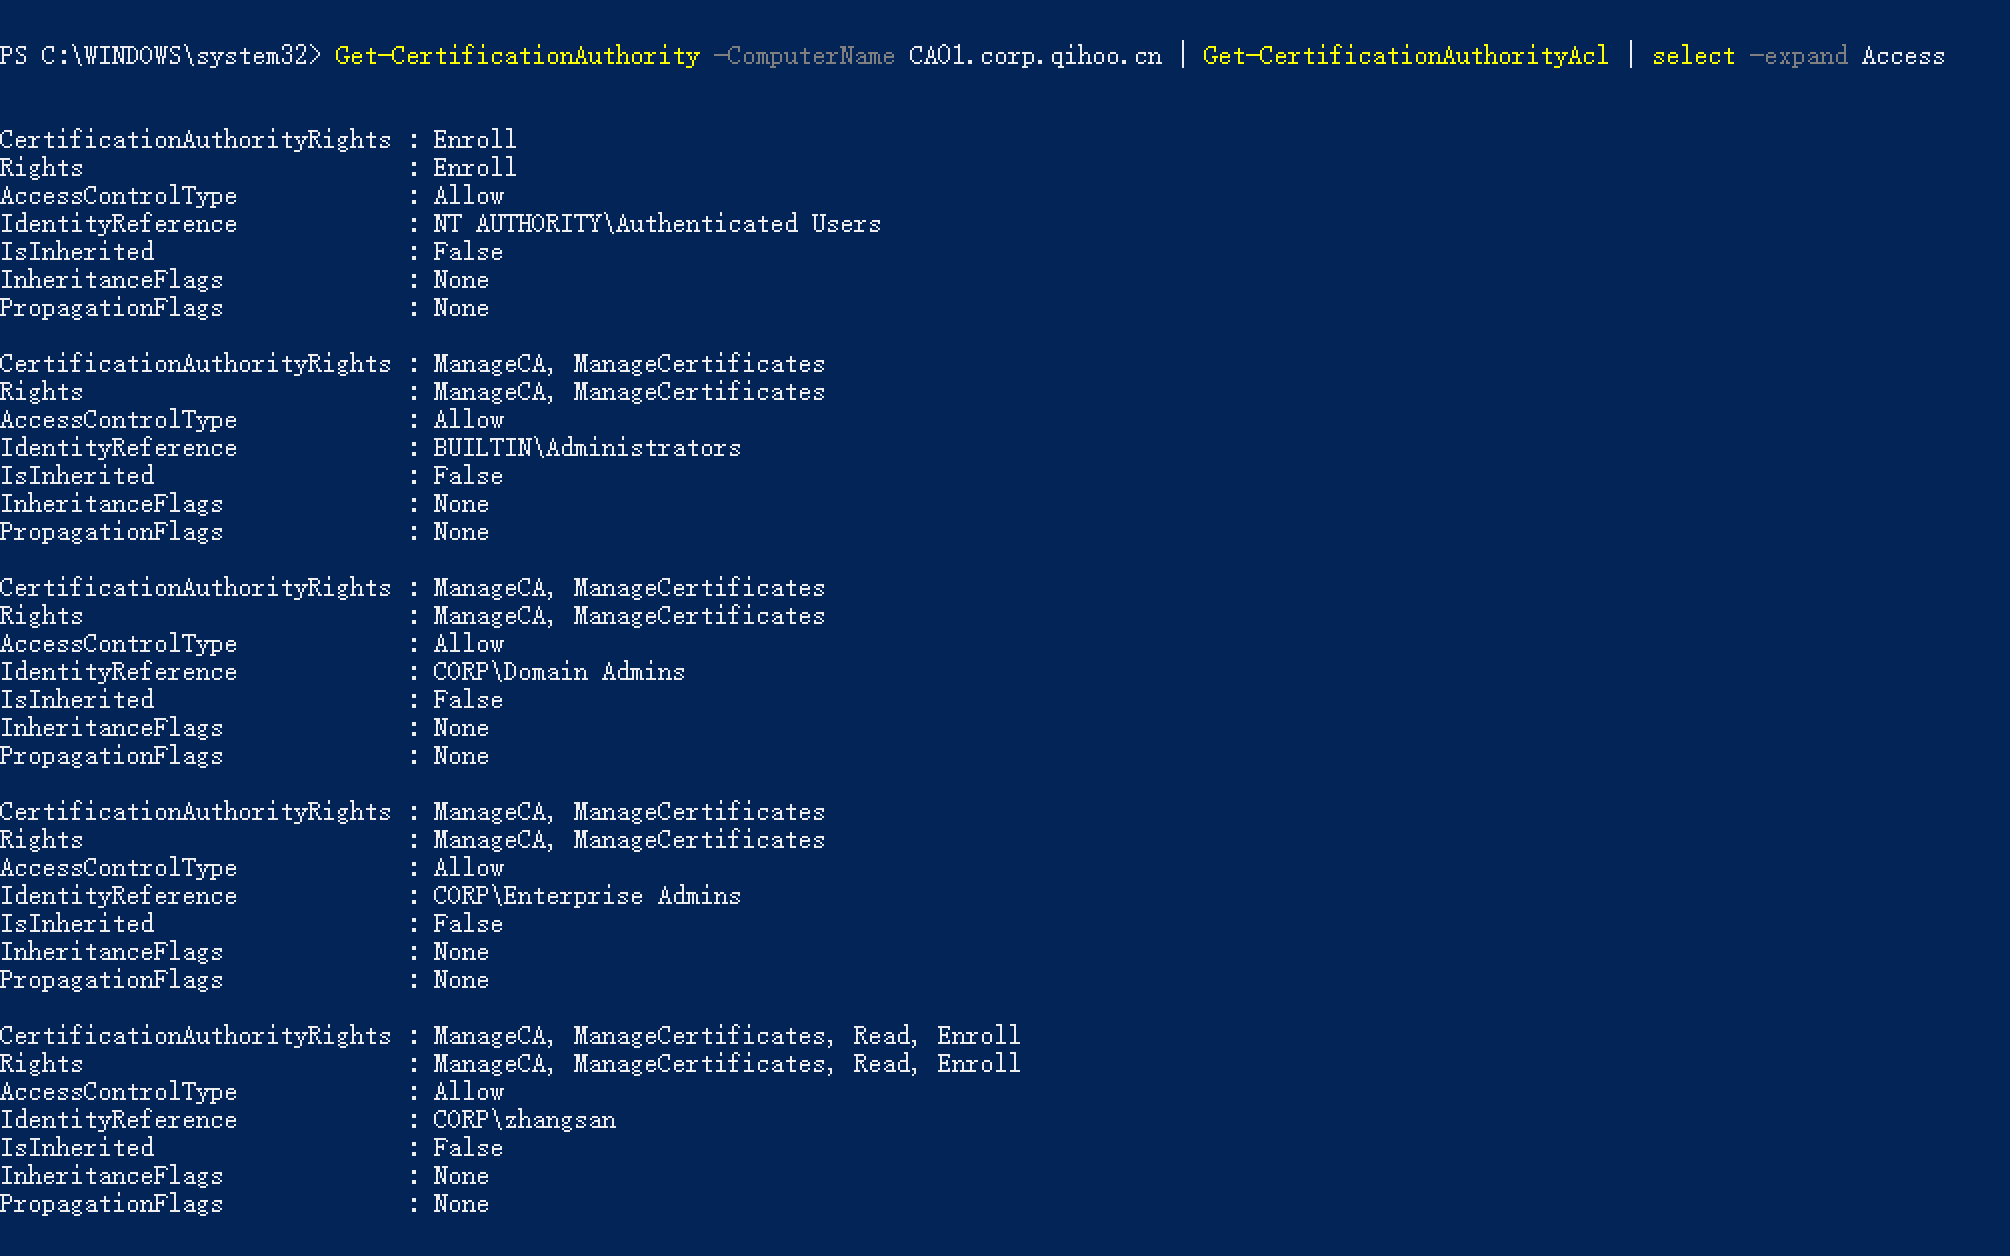 PS C:\WINDOWS\system32> Get-CertificationAuthority -ComputerName CA01.corp.qihoo.cn | Get-CertificationAuthorityAcl | select -expand Access
CertificationAuthorityRights : Enroll
Rights : Enroll
AccessControlType : Allow
IdentityReference : NT AUTHORITY\Authenticated Users
IsInherited : False
InheritanceFlags : None
PropagationFlags : None
CertificationAuthorityRights : ManageCA, ManageCertificates
Rights : ManageCA, ManageCertificates
AccessControlType : Allow
IdentityReference : BUILTIN\Administrators
IsInherited : False
InheritanceFlags : None
PropagationFlags : None
CertificationAuthorityRights : ManageCA, ManageCertificates
Rights : ManageCA, ManageCertificates
AccessControlType : Allow
IdentityReference : CORP\Domain Admins
IsInherited : False
InheritanceFlags : None
PropagationFlags : None
CertificationAuthorityRights : ManageCA, ManageCertificates
Rights : ManageCA, ManageCertificates
AccessControlType : Allow
IdentityReference : CORP\Enterprise Admins
IsInherited : False
InheritanceFlags : None
PropagationFlags : None
CertificationAuthorityRights : ManageCA, ManageCertificates, Read, Enroll
Rights : ManageCA, ManageCertificates, Read, Enroll
AccessControlType : Allow
IdentityReference : CORP\zhangsan
IsInherited : False
InheritanceFlags : None
PropagationFlags : None